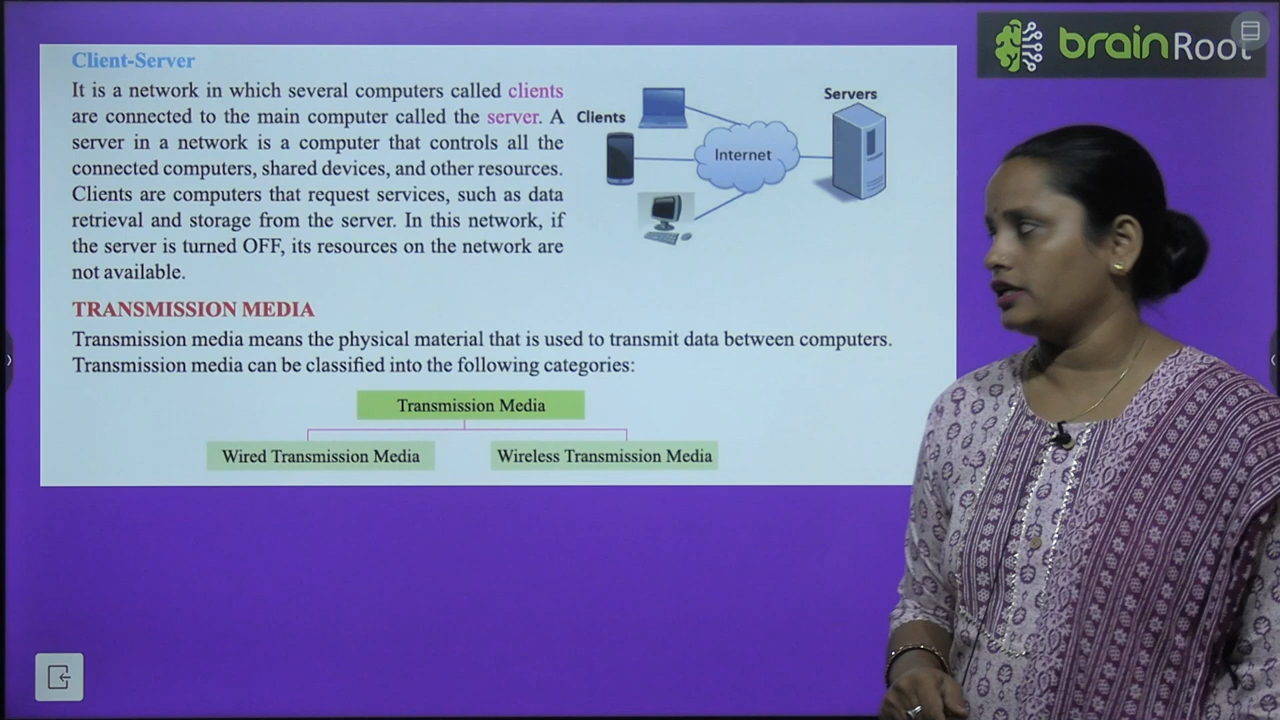 brainRoot
Client-Server
It is a network in which several computers called clients
are connected to the main computer called the server. A
server in a network is a computer that controls all the
connected computers, shared devices, and other resources.
Clients are computers that request services, such as data
retrieval and storage from the server. In this network, if
the server is turned OFF, its resources on the network are
not available.
Clients
Servers
Internet
TRANSMISSION MEDIA
Transmission media means the physical material that is used to transmit data between computers.
Transmission media can be classified into the following categories:
Transmission Media
Wired Transmission Media
Wireless Transmission Media